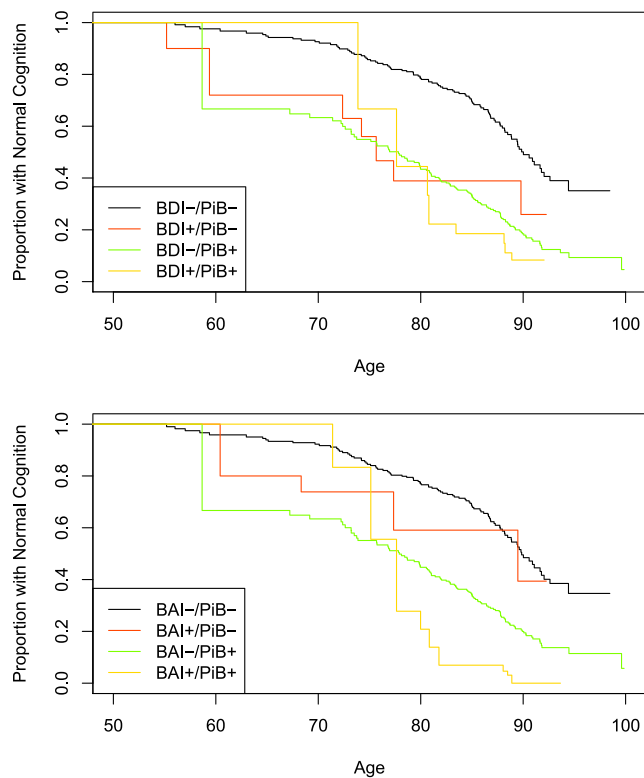 Proportion with Normal Cognition
1.0
0.8
0.6
0.4
0.2
0.0
BDI−/PiB−
BDI+/PiB−
BDI−/PiB+
BDI+/PiB+
50 60 70 80 90 100
Age
Proportion with Normal Cognition
1.0
0.8
0.6
0.4
0.2
0.0
BAI−/PiB−
BAI+/PiB−
BAI−/PiB+
BAI+/PiB+
50 60 70 80 90 100
Age